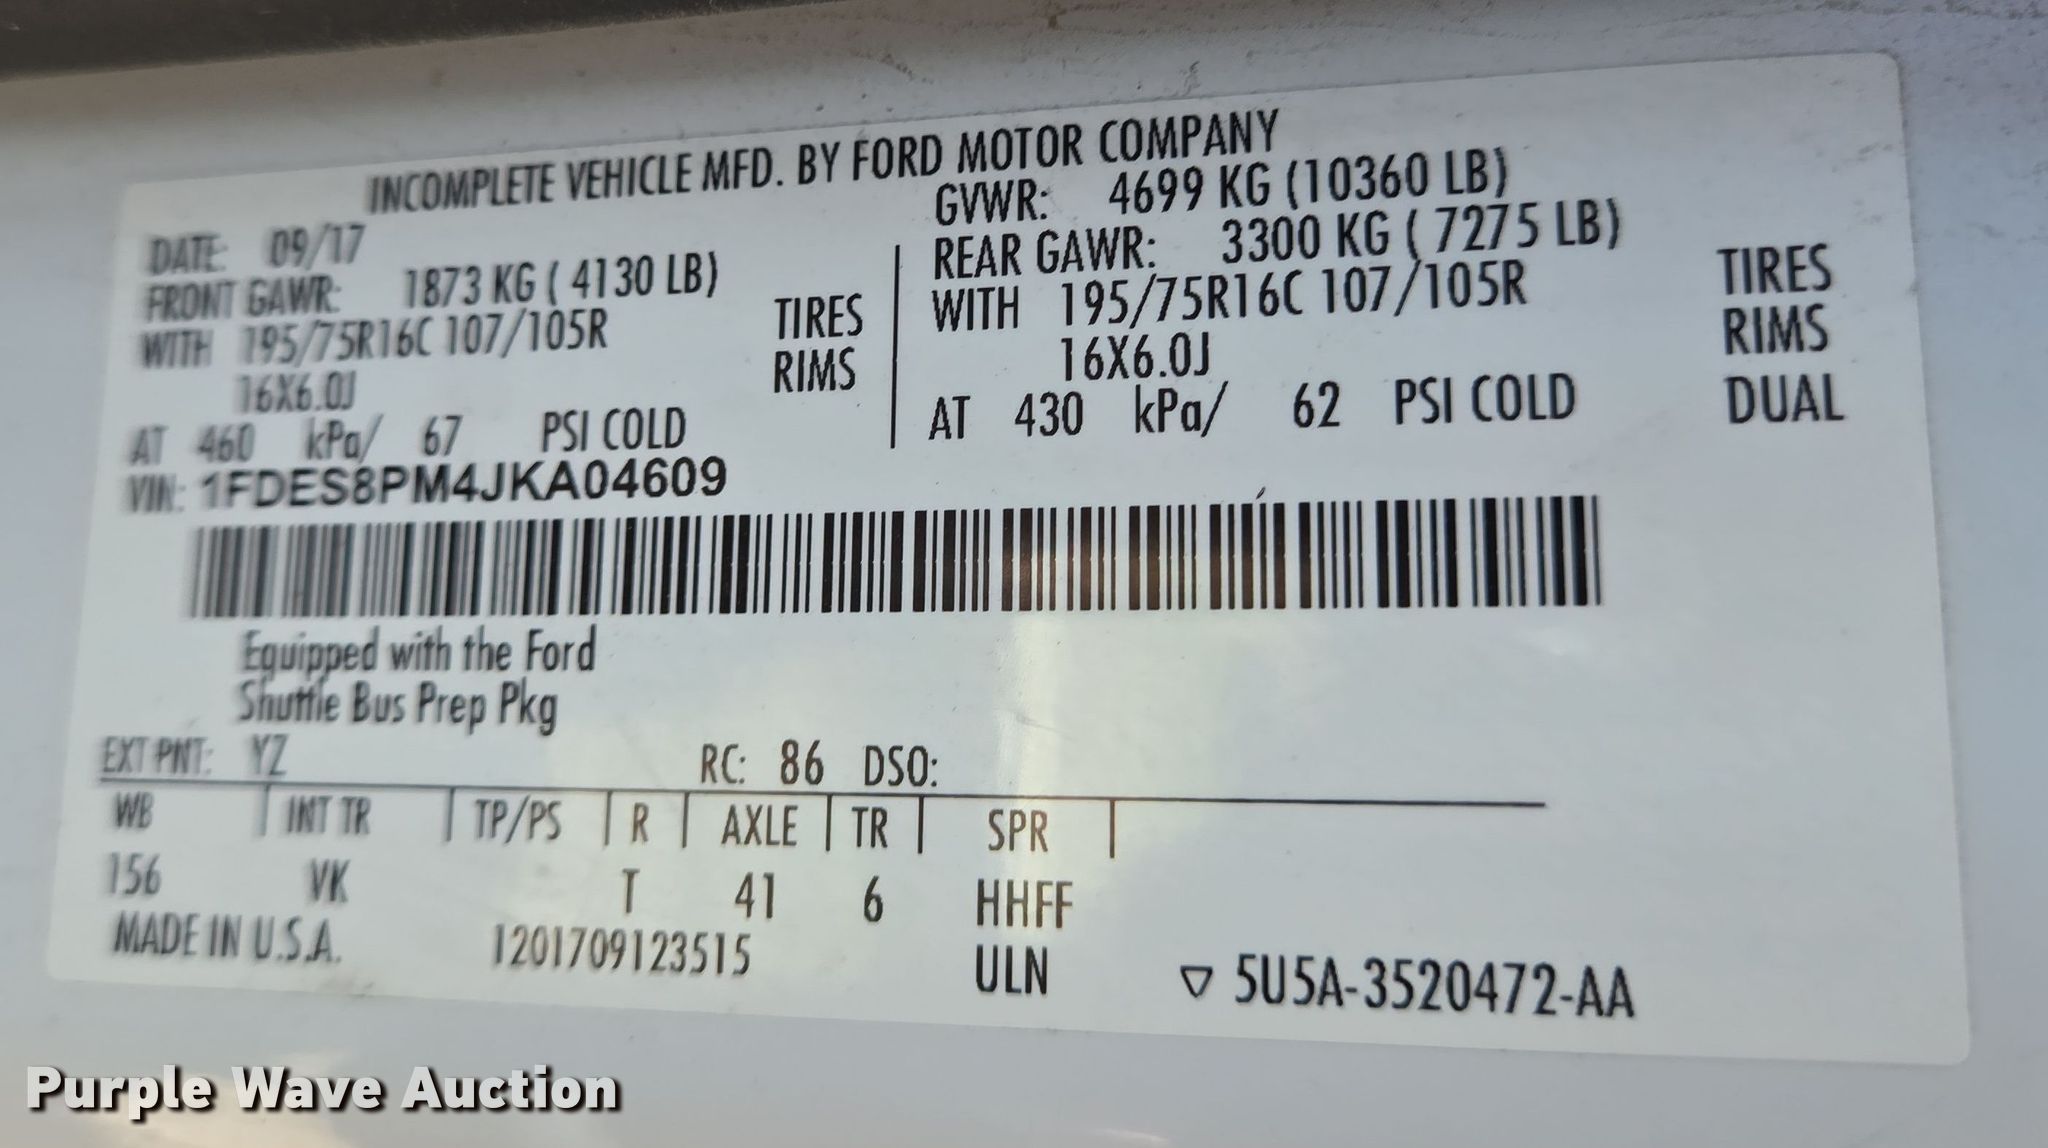 INCOMPLETE VEHICLE MFD. BY FORD MOTOR COMPANY
DATE: 09/17
GVWR: 4699 KG (10360 LB)
FRONT GAWR: 1873 KG ( 4130 LB)
WITH 195/75R16C 107/105R TIRES
16X6.0J RIMS
AT 460 kPa/ 67 PSI COLD
REAR GAWR: 3300 KG ( 7275 LB)
WITH 195/75R16C 107/105R TIRES
16X6.0J RIMS
AT 430 kPa/ 62 PSI COLD DUAL
VIN: 1FDES8PM4JKA04609
Equipped with the Ford
Shuttle Bus Prep Pkg
EXT PNT: YZ RC: 86 DSO:
WB INT TR TP/PS R AXLE TR SPR
156 VK T 41 6 HHFF
MADE IN U.S.A. 1201709123515 ULN ▽ 5U5A-3520472-AA
Purple Wave Auction